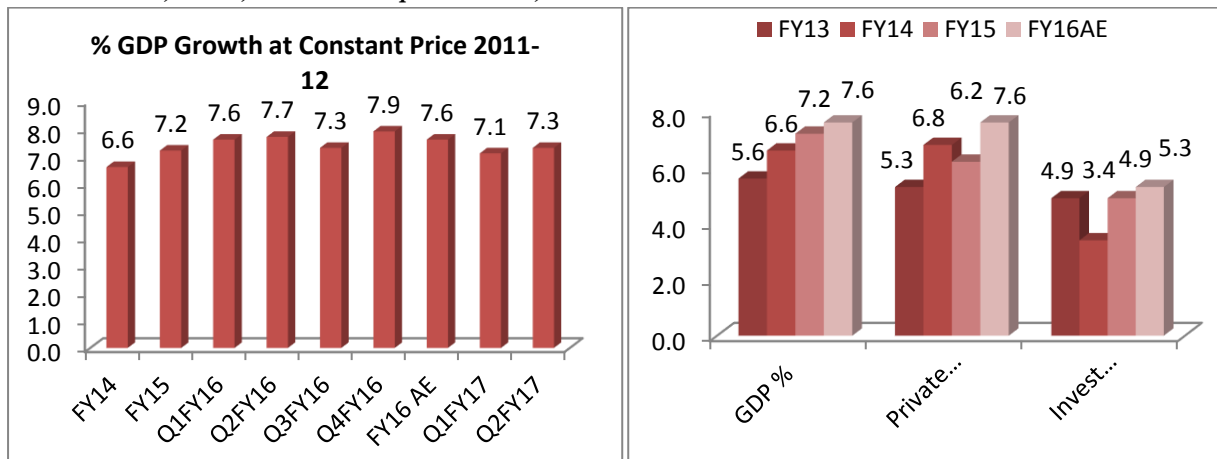 % GDP Growth at Constant Price 2011-
12
9.0
8.0
7.0
6.0
5.0
4.0
3.0
2.0
1.0
0.0
6.6
7.2
7.6
7.7
7.3
7.9
7.6
7.1
7.3
FY14
FY15
Q1FY16
Q2FY16
Q3FY16
Q4FY16
FY16 AE
Q1FY17
Q2FY17
FY13 FY14 FY15 FY16AE
8.0
6.0
4.0
2.0
0.0
5.6
6.6
7.2
7.6
5.3
6.8
6.2
7.6
4.9
3.4
4.9
5.3
GDP %
Private...
Invest...